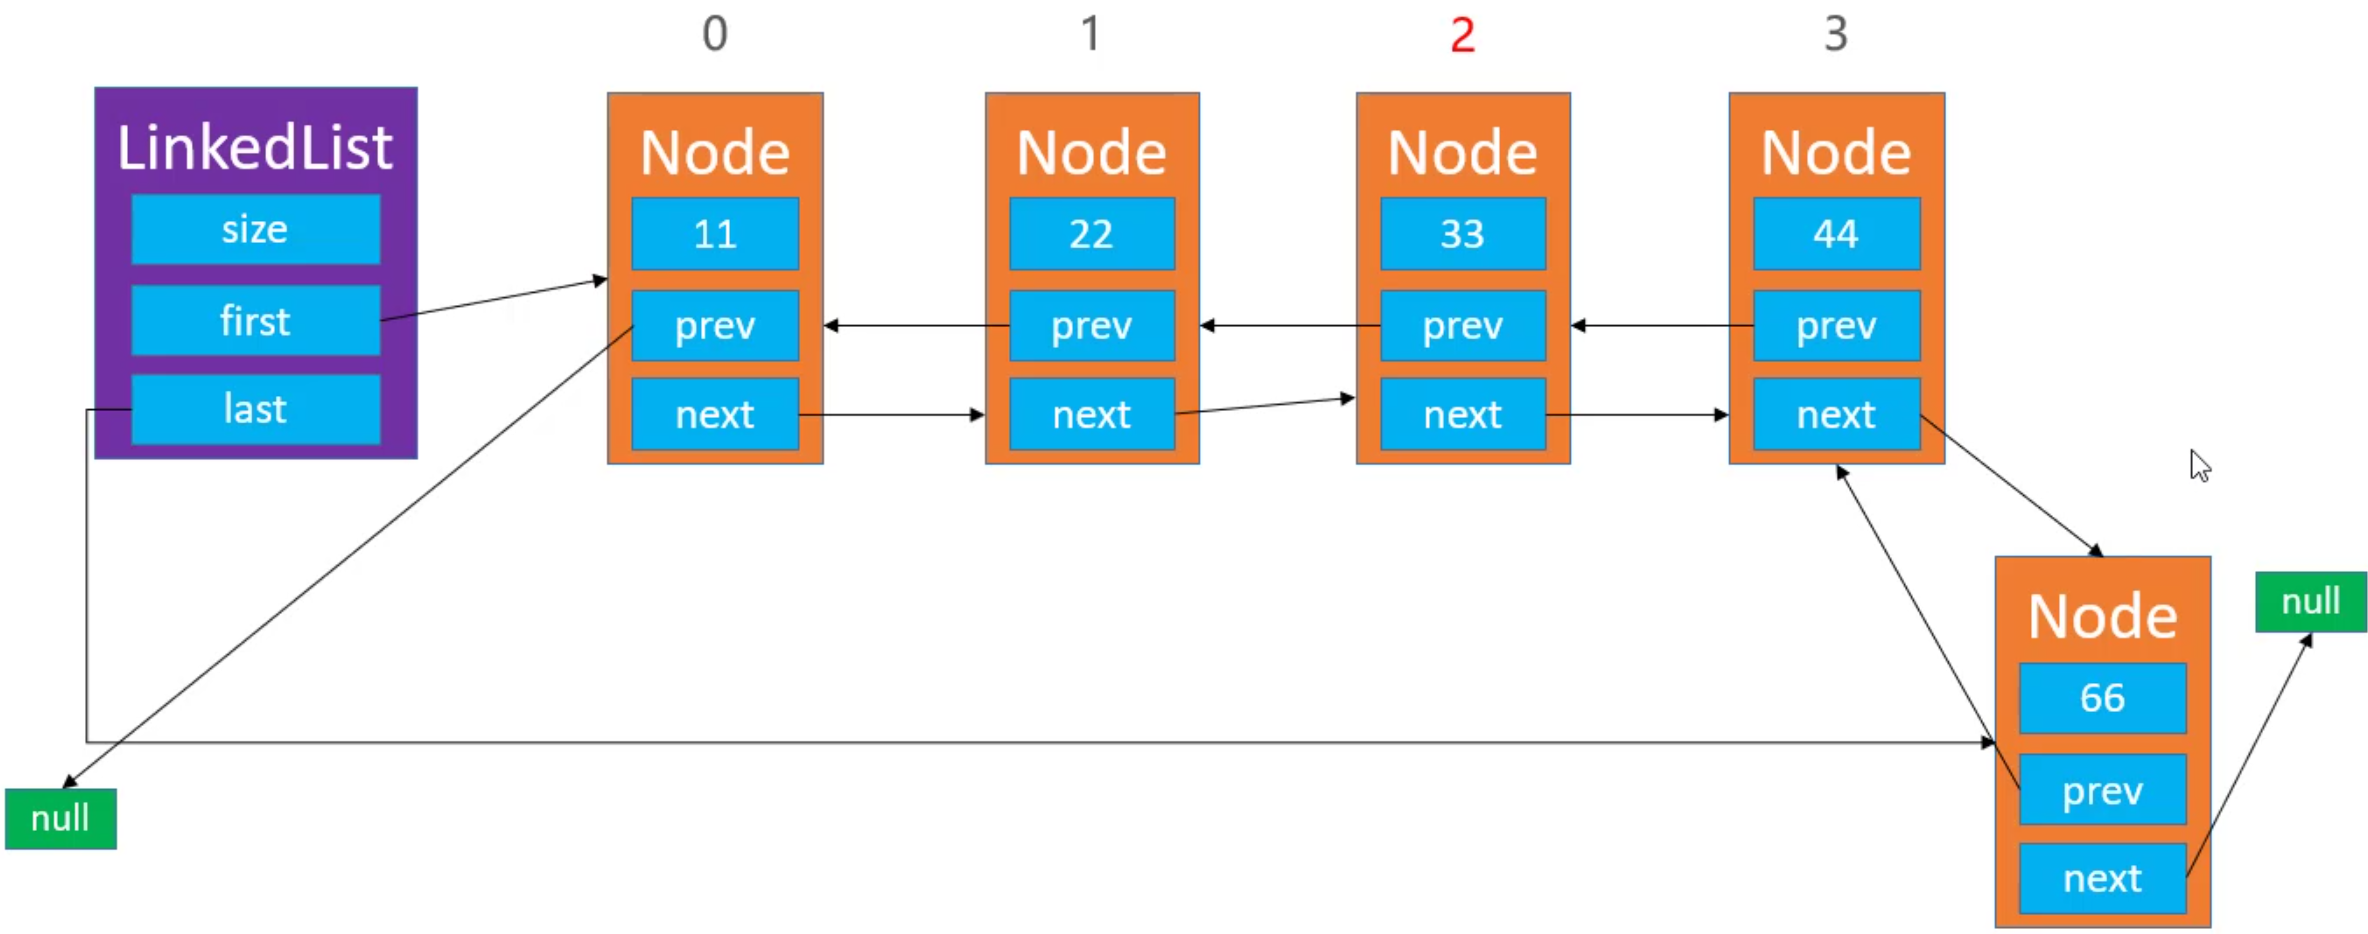 0
1
2
3
LinkedList
size
first
last
Node
11
prev
next
Node
22
prev
next
Node
33
prev
next
Node
44
prev
next
Node
66
prev
next
null
null